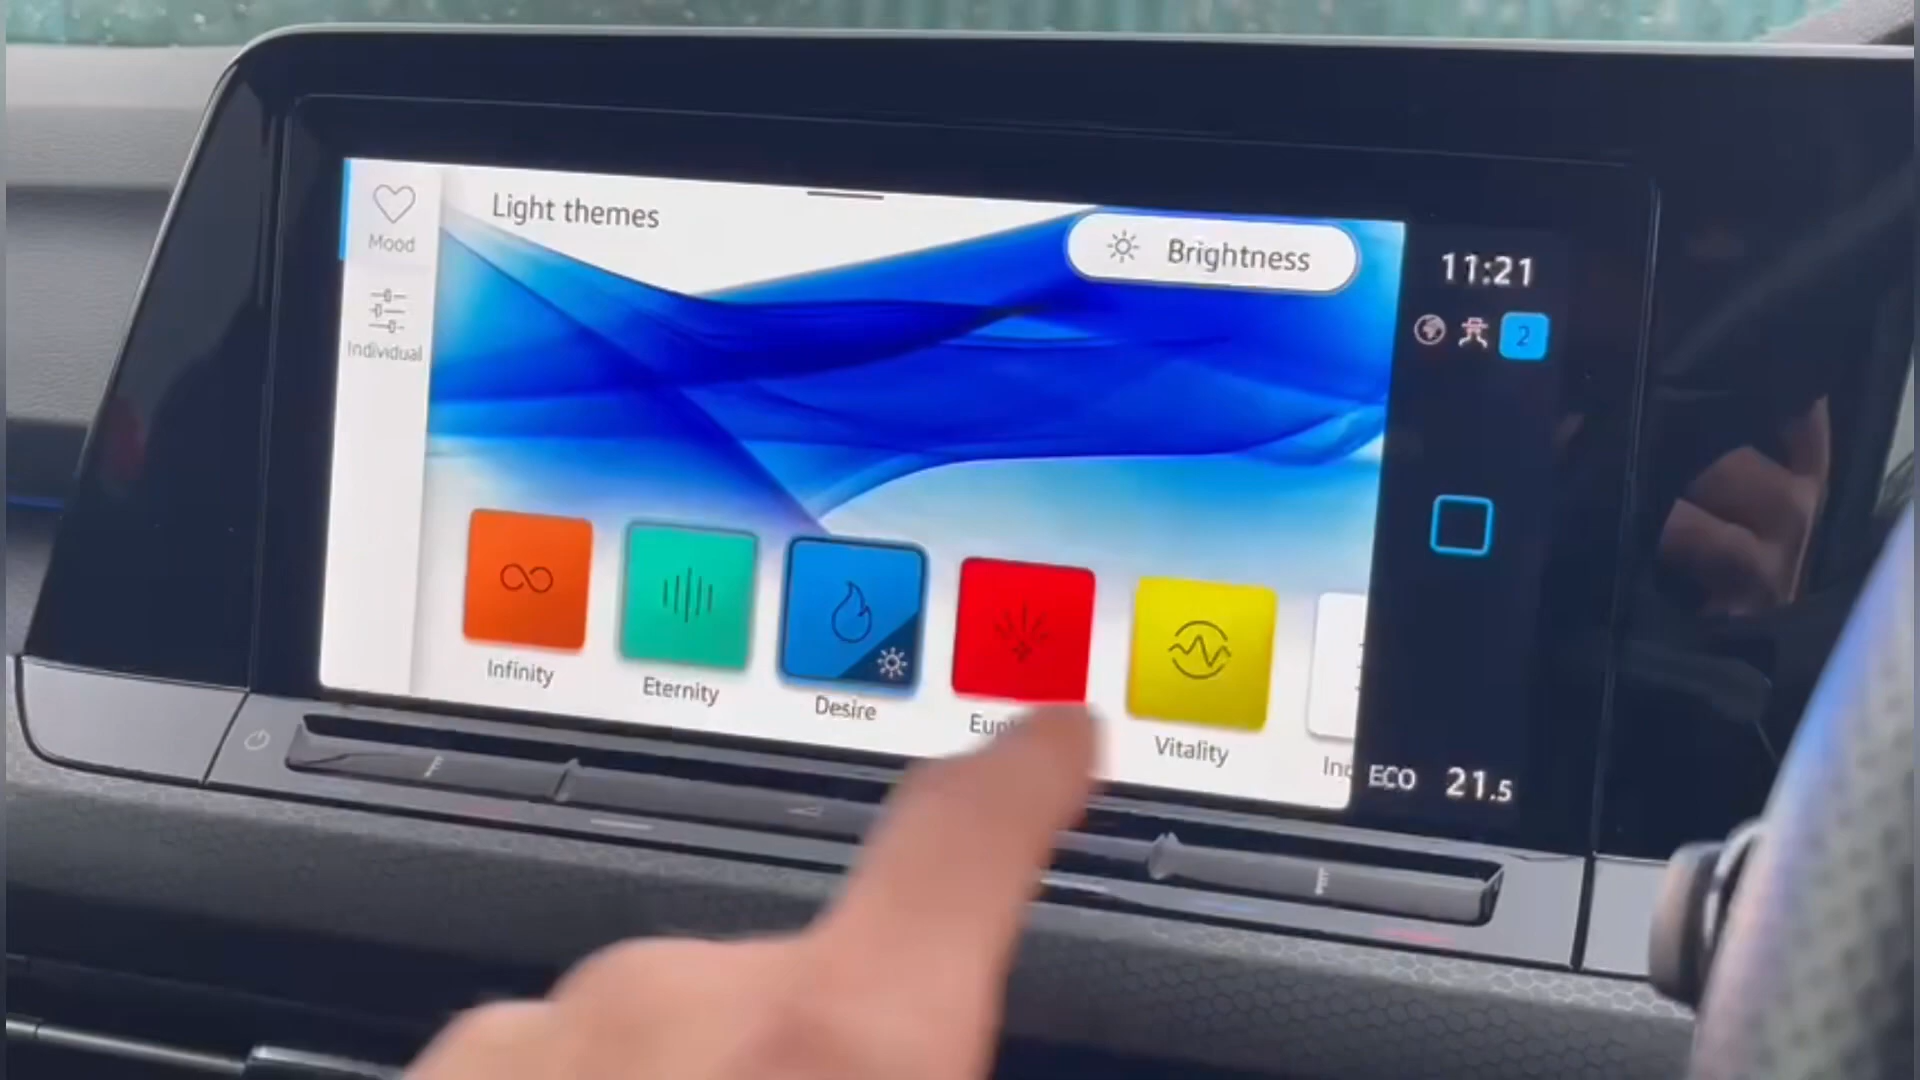 Light themes
Brightness
Mood
Individual
11:21
2
Infinity
Eternity
Desire
Vitality
ECO 21.5